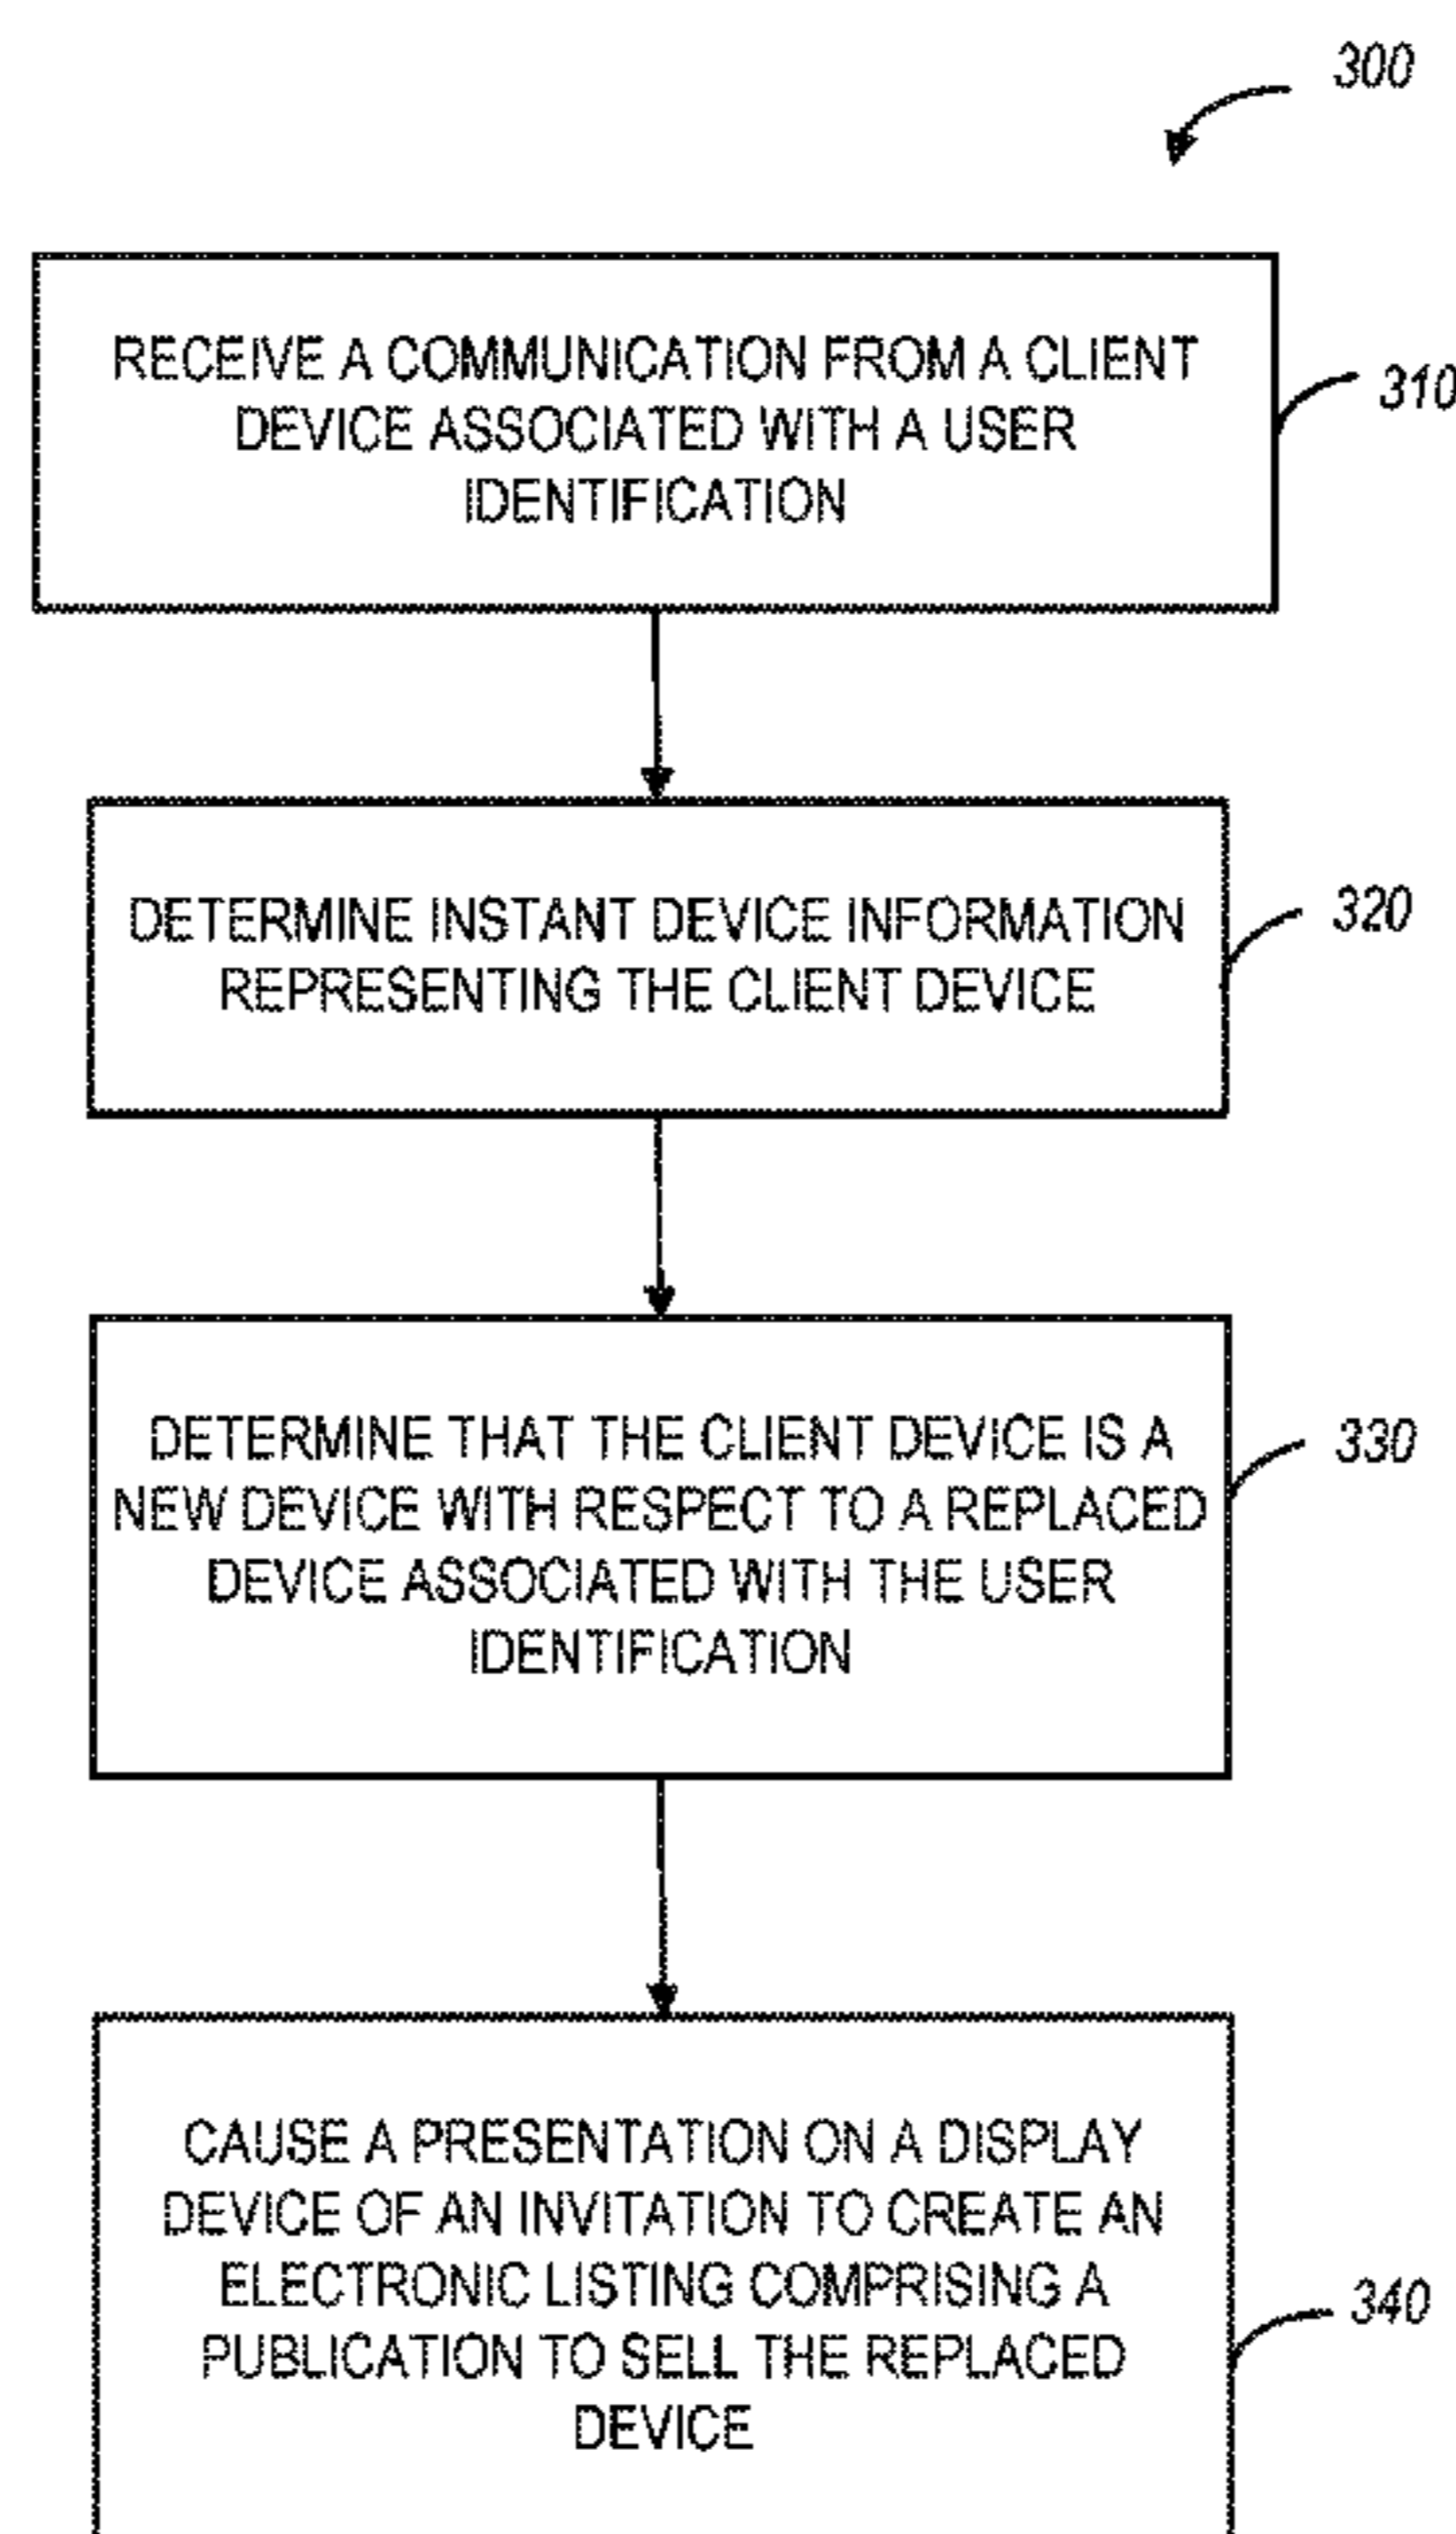 300
RECEIVE A COMMUNICATION FROM A CLIENT
DEVICE ASSOCIATED WITH A USER
IDENTIFICATION
310
DETERMINE INSTANT DEVICE INFORMATION
REPRESENTING THE CLIENT DEVICE
320
DETERMINE THAT THE CLIENT DEVICE IS A
NEW DEVICE WITH RESPECT TO A REPLACED
DEVICE ASSOCIATED WITH THE USER
IDENTIFICATION
330
CAUSE A PRESENTATION ON A DISPLAY
DEVICE OF AN INVITATION TO CREATE AN
ELECTRONIC LISTING COMPRISING A
PUBLICATION TO SELL THE REPLACED
DEVICE
340